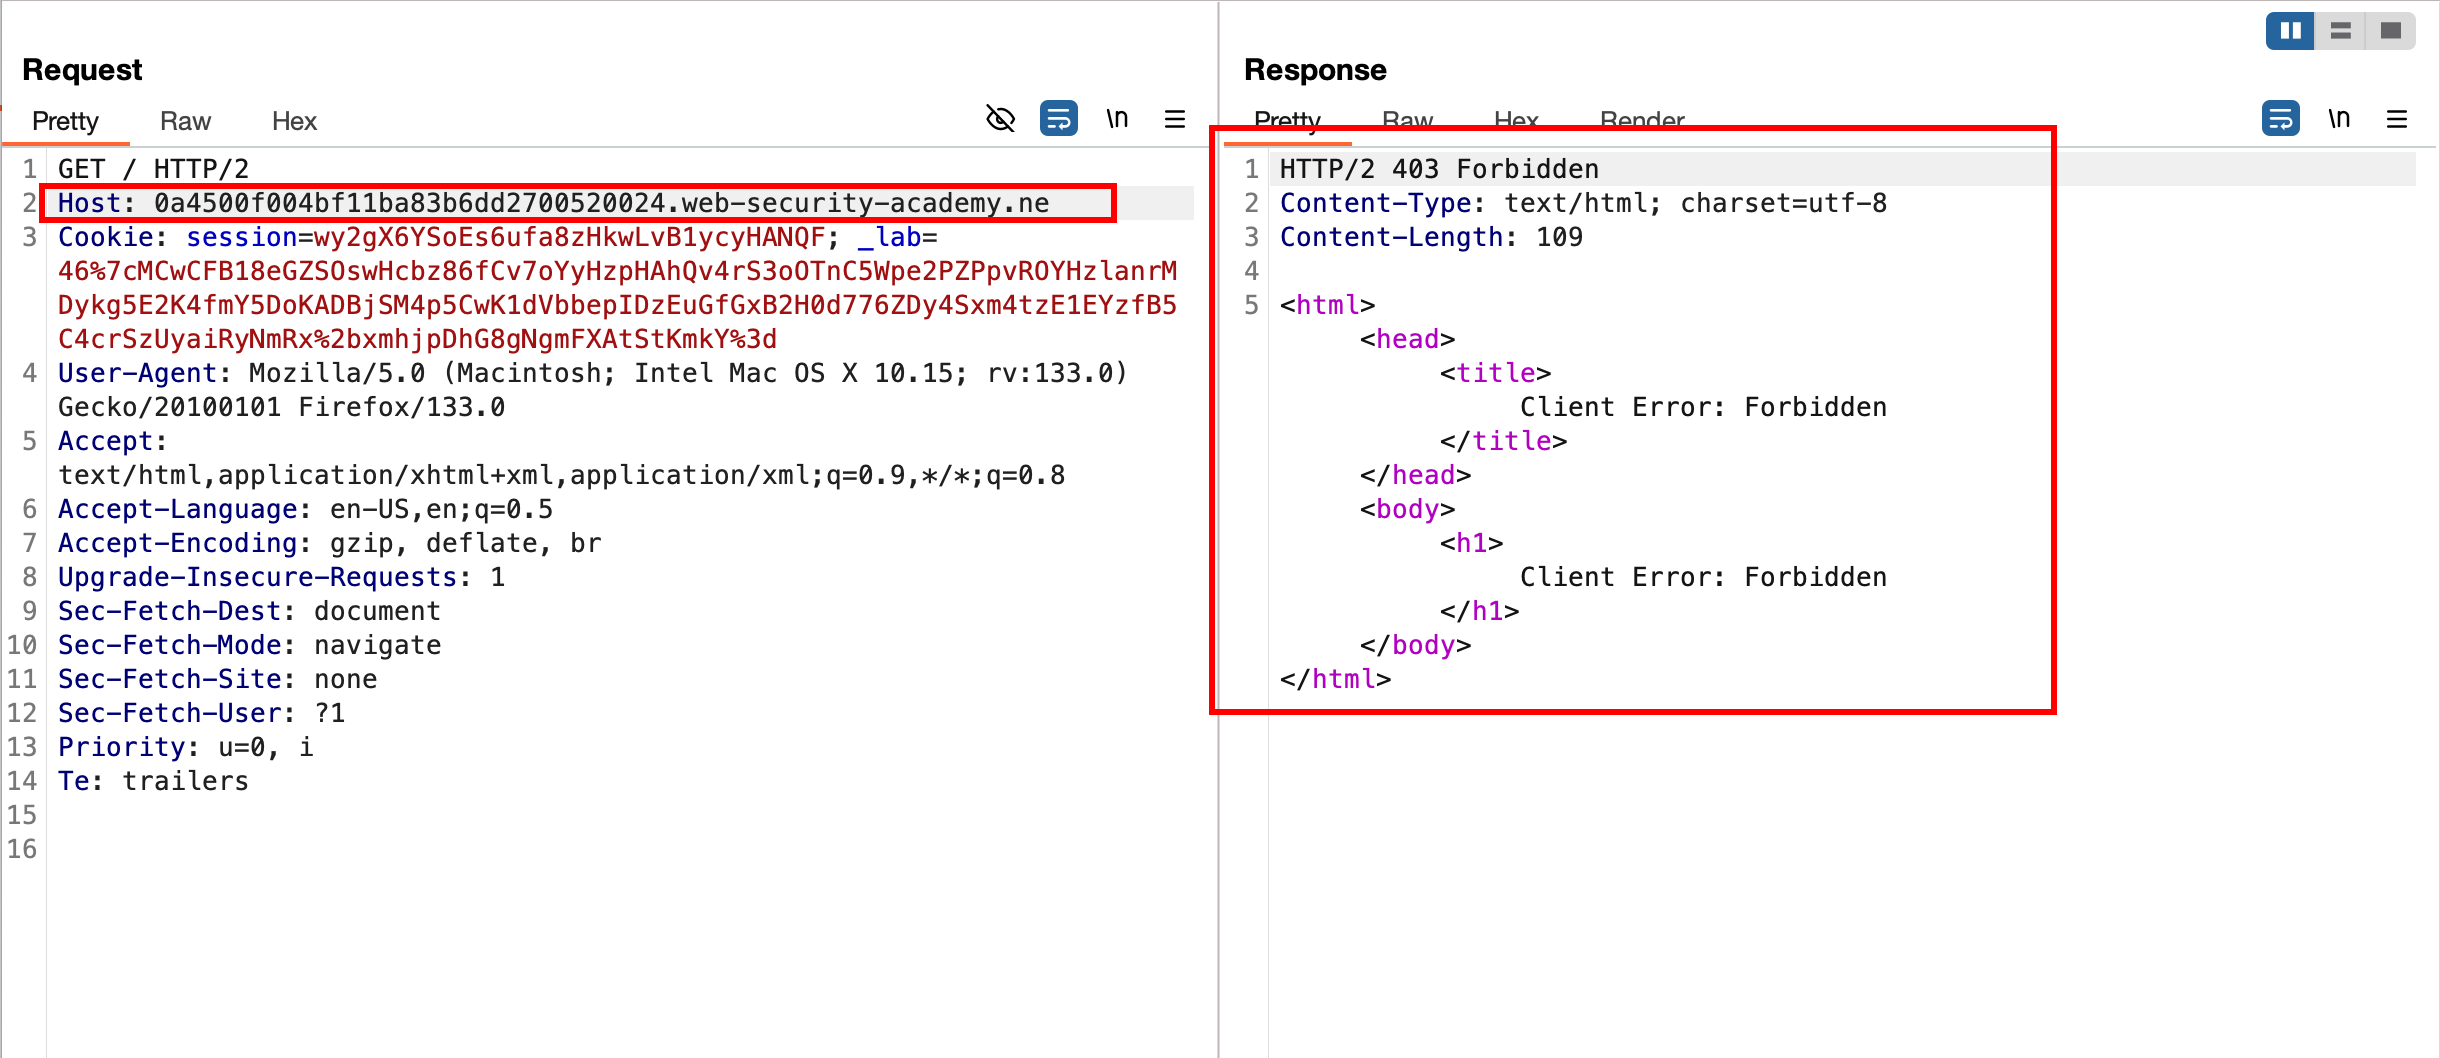 Request
Pretty Raw Hex \n
1 GET / HTTP/2
2 Host: 0a4500f004bf11ba83b6dd2700520024.web-security-academy.ne
3 Cookie: session=wy2gX6YSoEs6ufa8zHkwLvB1ycyHANQF; _lab=
46%7cMCwCFB18eGZSOswHcbz86fCv7oYyHzpHAhQv4rS3oOTnC5Wpe2PZPpvROYHzlanrM
Dykg5E2K4fmY5DoKADBjSM4p5CwK1dVbbepIDzEuGfGxB2H0d776ZDy4Sxm4tzE1EYzfB5
C4crSzUyaiRyNmRx%2bxmhjpDhG8gNgmFXAtStKmkY%3d
4 User-Agent: Mozilla/5.0 (Macintosh; Intel Mac OS X 10.15; rv:133.0)
Gecko/20100101 Firefox/133.0
5 Accept:
text/html,application/xhtml+xml,application/xml;q=0.9,*/*;q=0.8
6 Accept-Language: en-US,en;q=0.5
7 Accept-Encoding: gzip, deflate, br
8 Upgrade-Insecure-Requests: 1
9 Sec-Fetch-Dest: document
10 Sec-Fetch-Mode: navigate
11 Sec-Fetch-Site: none
12 Sec-Fetch-User: ?1
13 Priority: u=0, i
14 Te: trailers
15
16
Response
Pretty Raw Hex Render \n
1 HTTP/2 403 Forbidden
2 Content-Type: text/html; charset=utf-8
3 Content-Length: 109
4
5 <html>
<head>
<title>
Client Error: Forbidden
</title>
</head>
<body>
<h1>
Client Error: Forbidden
</h1>
</body>
</html>